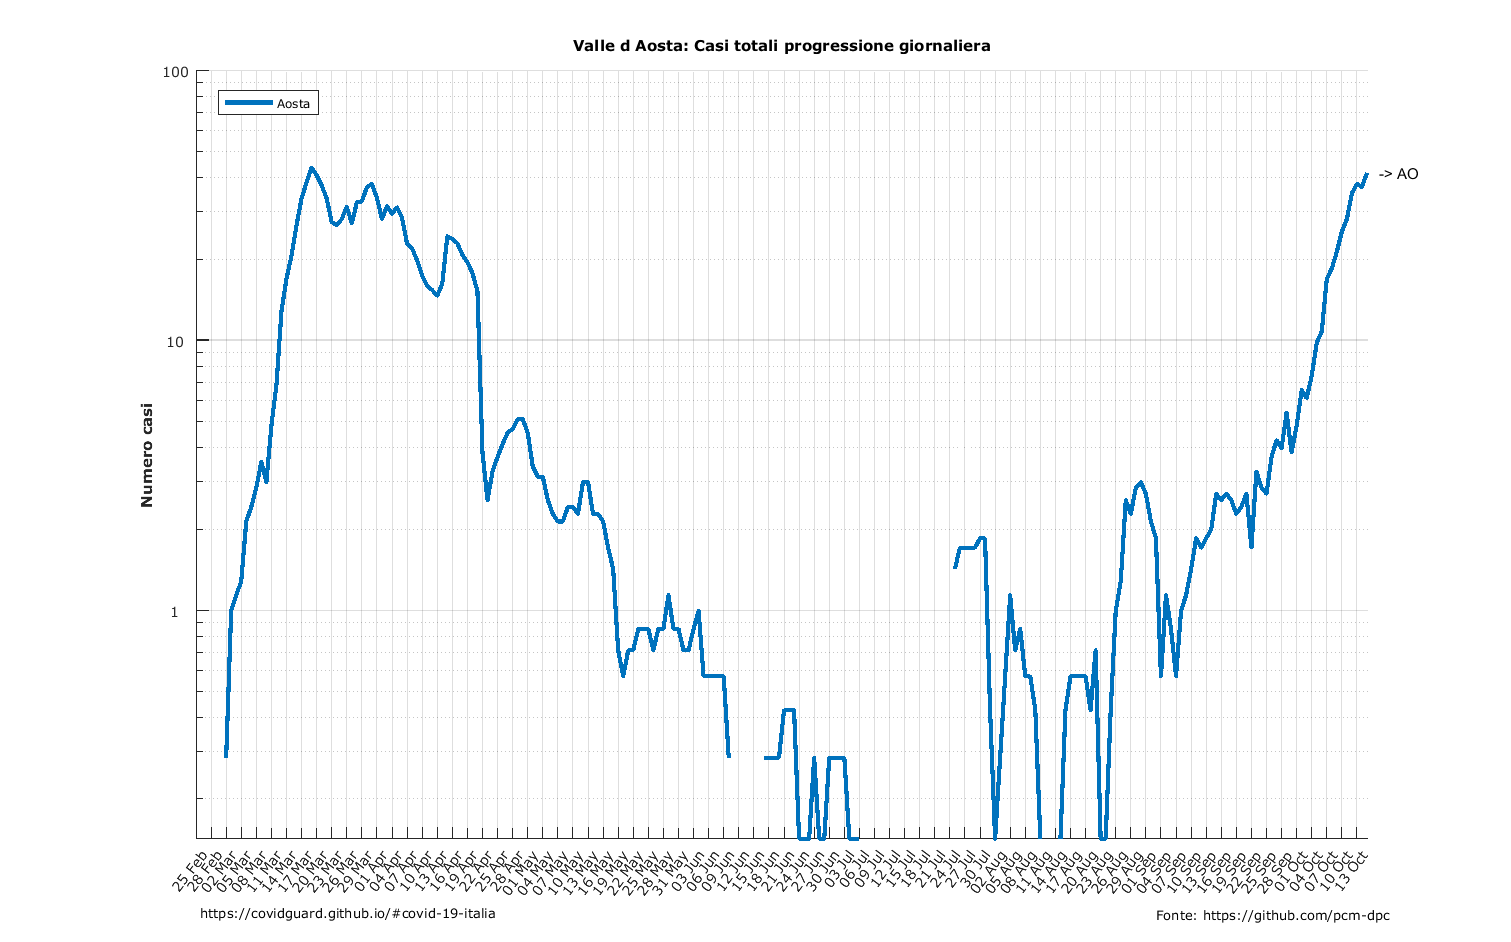 Valle d Aosta: Casi totali progressione giornaliera
100
Aosta
-> AO
10
1
Numero casi
25 Feb
28 Feb
02 Mar
05 Mar
08 Mar
11 Mar
14 Mar
17 Mar
20 Mar
23 Mar
26 Mar
29 Mar
01 Apr
04 Apr
07 Apr
10 Apr
13 Apr
16 Apr
19 Apr
22 Apr
25 Apr
28 Apr
01 May
04 May
07 May
10 May
13 May
16 May
19 May
22 May
25 May
28 May
31 May
03 Jun
06 Jun
09 Jun
12 Jun
15 Jun
18 Jun
21 Jun
24 Jun
27 Jun
30 Jun
03 Jul
06 Jul
09 Jul
12 Jul
15 Jul
18 Jul
21 Jul
24 Jul
27 Jul
30 Jul
02 Aug
05 Aug
08 Aug
11 Aug
14 Aug
17 Aug
20 Aug
23 Aug
26 Aug
29 Aug
01 Sep
04 Sep
07 Sep
10 Sep
13 Sep
16 Sep
19 Sep
22 Sep
25 Sep
28 Sep
01 Oct
04 Oct
07 Oct
10 Oct
13 Oct
https://covidguard.github.io/#covid-19-italia
Fonte: https://github.com/pcm-dpc